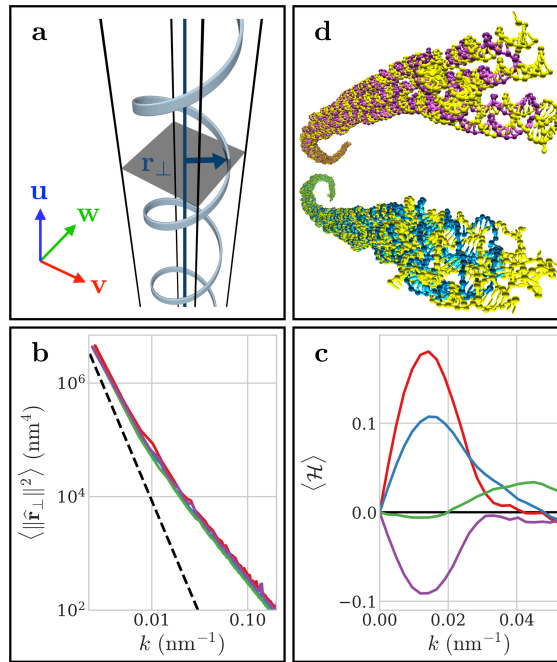 a
r⊥
u
w
v
d
b
⟨‖r̂⊥‖²⟩ (nm⁴)
10⁶
10⁴
10²
0.01
0.10
k (nm⁻¹)
c
⟨ℋ⟩
0.1
0.0
−0.1
0.00
0.02
0.04
k (nm⁻¹)